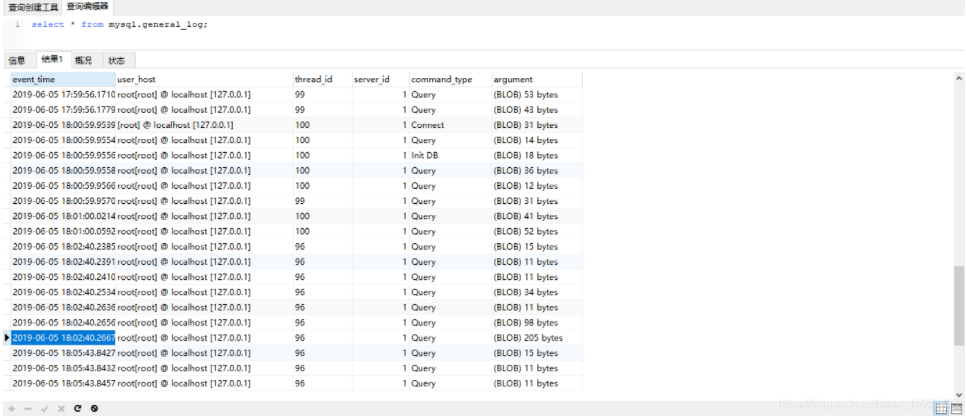 查询创建工具 查询编辑器
1 select * from mysql.general_log;
信息 结果1 概况 状态
event_time user_host thread_id server_id command_type argument
2019-06-05 17:59:56.1710 root[root] @ localhost [127.0.0.1] 99 1 Query (BLOB) 53 bytes
2019-06-05 17:59:56.1779 root[root] @ localhost [127.0.0.1] 99 1 Query (BLOB) 43 bytes
2019-06-05 18:00:59.9539 [root] @ localhost [127.0.0.1] 100 1 Connect (BLOB) 31 bytes
2019-06-05 18:00:59.9554 root[root] @ localhost [127.0.0.1] 100 1 Query (BLOB) 14 bytes
2019-06-05 18:00:59.9556 root[root] @ localhost [127.0.0.1] 100 1 Init DB (BLOB) 18 bytes
2019-06-05 18:00:59.9558 root[root] @ localhost [127.0.0.1] 100 1 Query (BLOB) 36 bytes
2019-06-05 18:00:59.9566 root[root] @ localhost [127.0.0.1] 100 1 Query (BLOB) 12 bytes
2019-06-05 18:00:59.9570 root[root] @ localhost [127.0.0.1] 99 1 Query (BLOB) 31 bytes
2019-06-05 18:01:00.0214 root[root] @ localhost [127.0.0.1] 100 1 Query (BLOB) 41 bytes
2019-06-05 18:01:00.0592 root[root] @ localhost [127.0.0.1] 100 1 Query (BLOB) 52 bytes
2019-06-05 18:02:40.2385 root[root] @ localhost [127.0.0.1] 96 1 Query (BLOB) 15 bytes
2019-06-05 18:02:40.2391 root[root] @ localhost [127.0.0.1] 96 1 Query (BLOB) 11 bytes
2019-06-05 18:02:40.2410 root[root] @ localhost [127.0.0.1] 96 1 Query (BLOB) 11 bytes
2019-06-05 18:02:40.2534 root[root] @ localhost [127.0.0.1] 96 1 Query (BLOB) 34 bytes
2019-06-05 18:02:40.2636 root[root] @ localhost [127.0.0.1] 96 1 Query (BLOB) 11 bytes
2019-06-05 18:02:40.2656 root[root] @ localhost [127.0.0.1] 96 1 Query (BLOB) 98 bytes
2019-06-05 18:02:40.2667 root[root] @ localhost [127.0.0.1] 96 1 Query (BLOB) 205 bytes
2019-06-05 18:05:43.8427 root[root] @ localhost [127.0.0.1] 96 1 Query (BLOB) 15 bytes
2019-06-05 18:05:43.8432 root[root] @ localhost [127.0.0.1] 96 1 Query (BLOB) 11 bytes
2019-06-05 18:05:43.8457 root[root] @ localhost [127.0.0.1] 96 1 Query (BLOB) 11 bytes